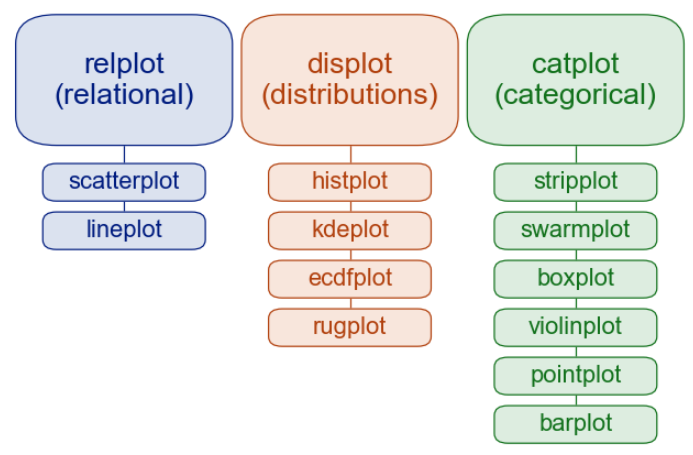 relplot
(relational)
scatterplot
lineplot
displot
(distributions)
histplot
kdeplot
ecdfplot
rugplot
catplot
(categorical)
stripplot
swarmplot
boxplot
violinplot
pointplot
barplot